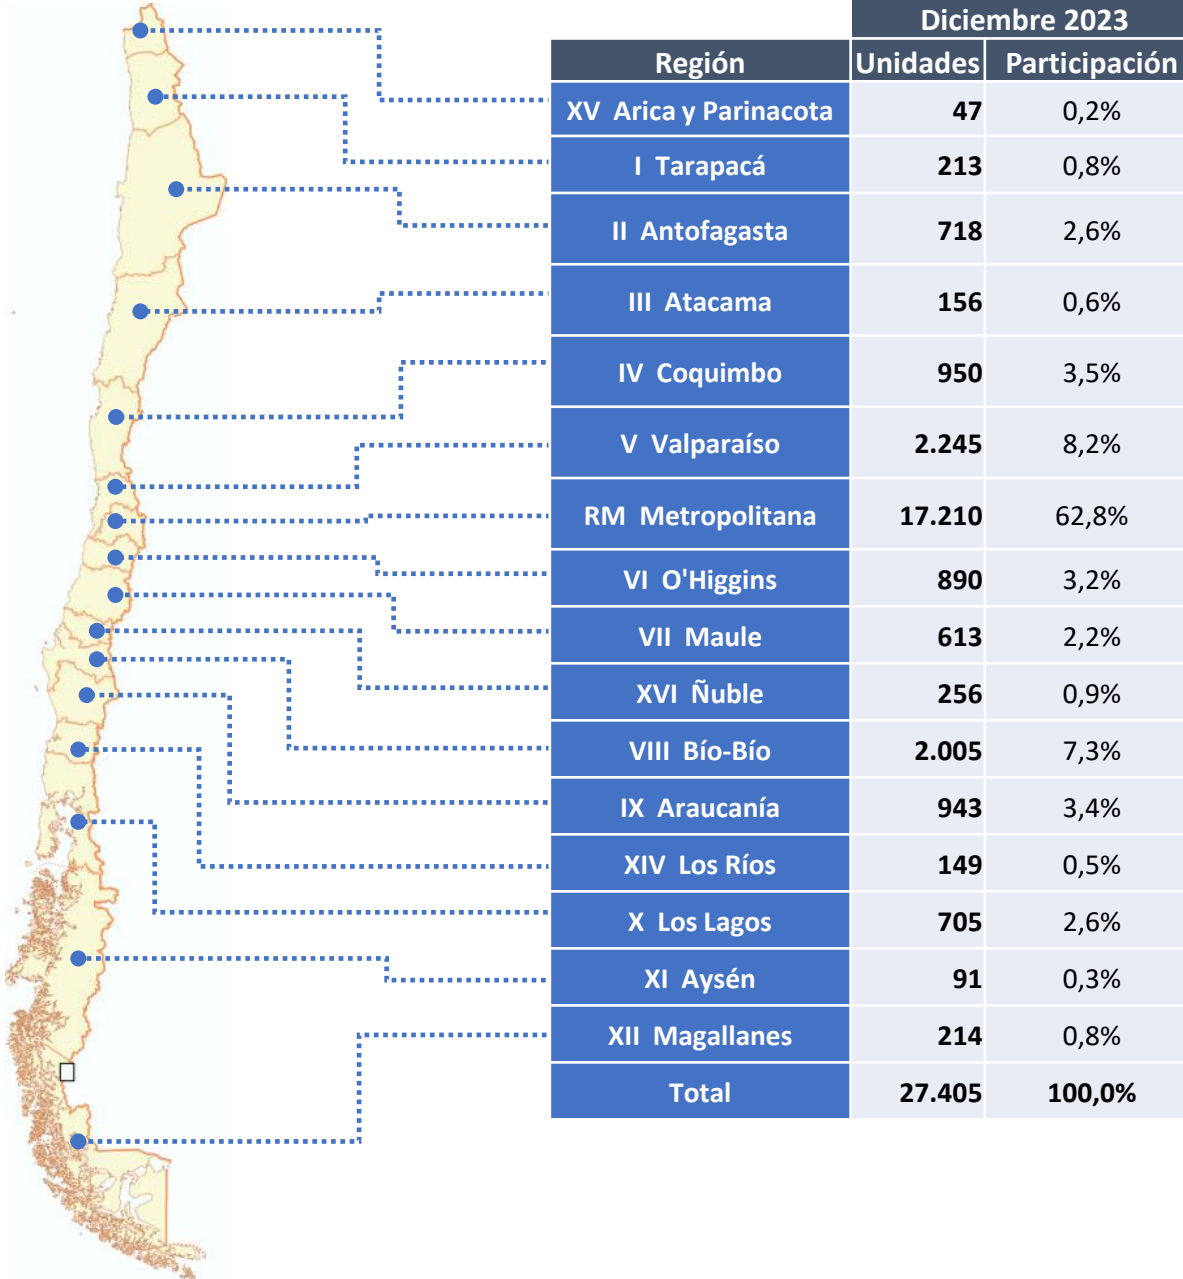 Diciembre 2023
Región Unidades Participación
XV Arica y Parinacota 47 0,2%
I Tarapacá 213 0,8%
II Antofagasta 718 2,6%
III Atacama 156 0,6%
IV Coquimbo 950 3,5%
V Valparaíso 2.245 8,2%
RM Metropolitana 17.210 62,8%
VI O'Higgins 890 3,2%
VII Maule 613 2,2%
XVI Ñuble 256 0,9%
VIII Bío-Bío 2.005 7,3%
IX Araucanía 943 3,4%
XIV Los Ríos 149 0,5%
X Los Lagos 705 2,6%
XI Aysén 91 0,3%
XII Magallanes 214 0,8%
Total 27.405 100,0%